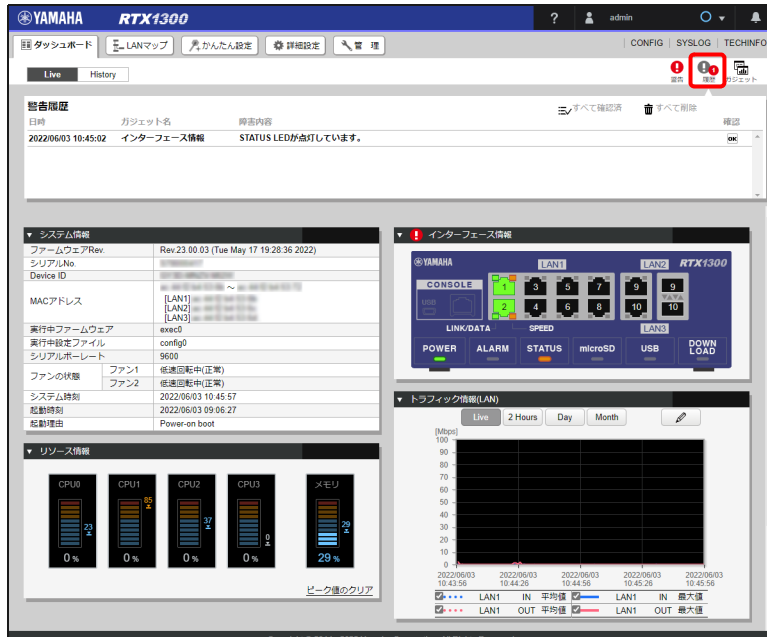 YAMAHA RTX1300 ? admin
ダッシュボード LANマップ かんたん設定 詳細設定 管 理 CONFIG SYSLOG TECHINFO
Live History 警告 履歴 ガジェット
警告履歴 すべて確認済 すべて削除
日時 ガジェット名 障害内容 確認
2022/06/03 10:45:02 インターフェース情報 STATUS LEDが点灯しています。 OK
システム情報
ファームウェアRev. Rev.23.00.03 (Tue May 17 19:28:36 2022)
シリアルNo.
Device ID
MACアドレス ～
[LAN1]
[LAN2]
[LAN3]
実行中ファームウェア exec0
実行中設定ファイル config0
シリアルボーレート 9600
ファンの状態 ファン1 低速回転中(正常)
ファン2 低速回転中(正常)
システム時刻 2022/06/03 10:45:57
起動時刻 2022/06/03 09:06:27
起動理由 Power-on boot
リソース情報
CPU0 CPU1 CPU2 CPU3 メモリ
23 85 37 0 29
0 % 0 % 0 % 0 % 29 %
ピーク値のクリア
インターフェース情報
YAMAHA LAN1 LAN2 RTX1300
CONSOLE 1 3 5 7 9 9
USB 2 4 6 8 10 10
LINK/DATA SPEED LAN3
POWER ALARM STATUS microSD USB DOWN LOAD
トラフィック情報(LAN)
Live 2 Hours Day Month
[Mbps]
100
90
80
70
60
50
40
30
20
10
0
2022/06/03 2022/06/03 2022/06/03 2022/06/03 2022/06/03
10:43:56 10:44:26 10:44:56 10:45:26 10:45:56
LAN1 IN 平均値 LAN1 IN 最大値
LAN1 OUT 平均値 LAN1 OUT 最大値